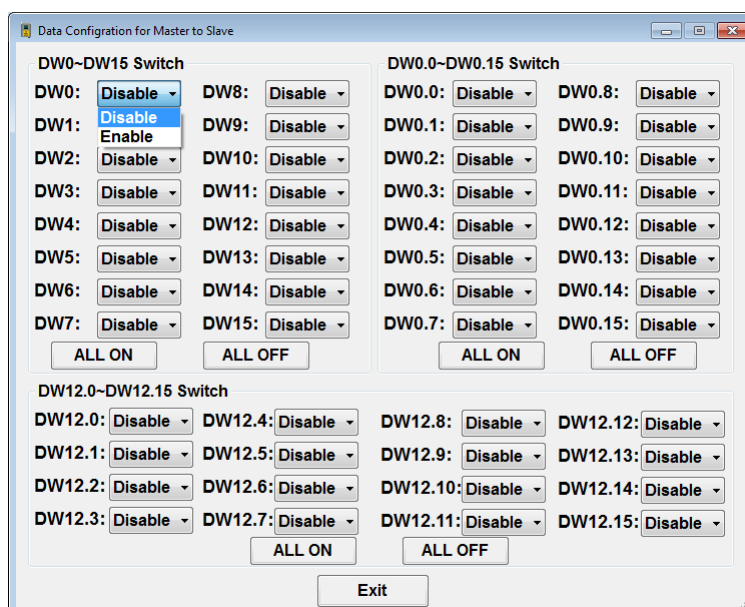 Data Configration for Master to Slave
DW0~DW15 Switch
DW0: Disable DW8: Disable
DW1: Disable DW9: Disable
Enable
DW2: Disable DW10: Disable
DW3: Disable DW11: Disable
DW4: Disable DW12: Disable
DW5: Disable DW13: Disable
DW6: Disable DW14: Disable
DW7: Disable DW15: Disable
ALL ON ALL OFF
DW0.0~DW0.15 Switch
DW0.0: Disable DW0.8: Disable
DW0.1: Disable DW0.9: Disable
DW0.2: Disable DW0.10: Disable
DW0.3: Disable DW0.11: Disable
DW0.4: Disable DW0.12: Disable
DW0.5: Disable DW0.13: Disable
DW0.6: Disable DW0.14: Disable
DW0.7: Disable DW0.15: Disable
ALL ON ALL OFF
DW12.0~DW12.15 Switch
DW12.0: Disable DW12.4: Disable DW12.8: Disable DW12.12: Disable
DW12.1: Disable DW12.5: Disable DW12.9: Disable DW12.13: Disable
DW12.2: Disable DW12.6: Disable DW12.10: Disable DW12.14: Disable
DW12.3: Disable DW12.7: Disable DW12.11: Disable DW12.15: Disable
ALL ON ALL OFF
Exit